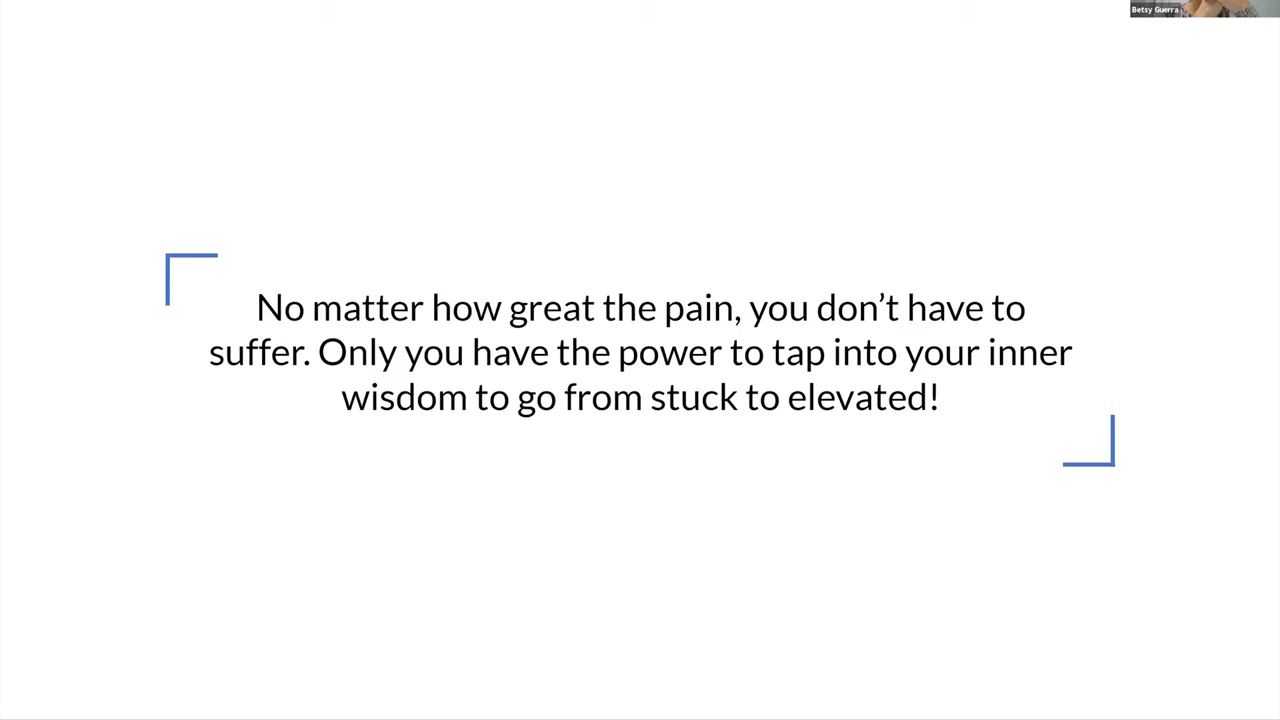 Betsy Guerra
No matter how great the pain, you don’t have to
suffer. Only you have the power to tap into your inner
wisdom to go from stuck to elevated!